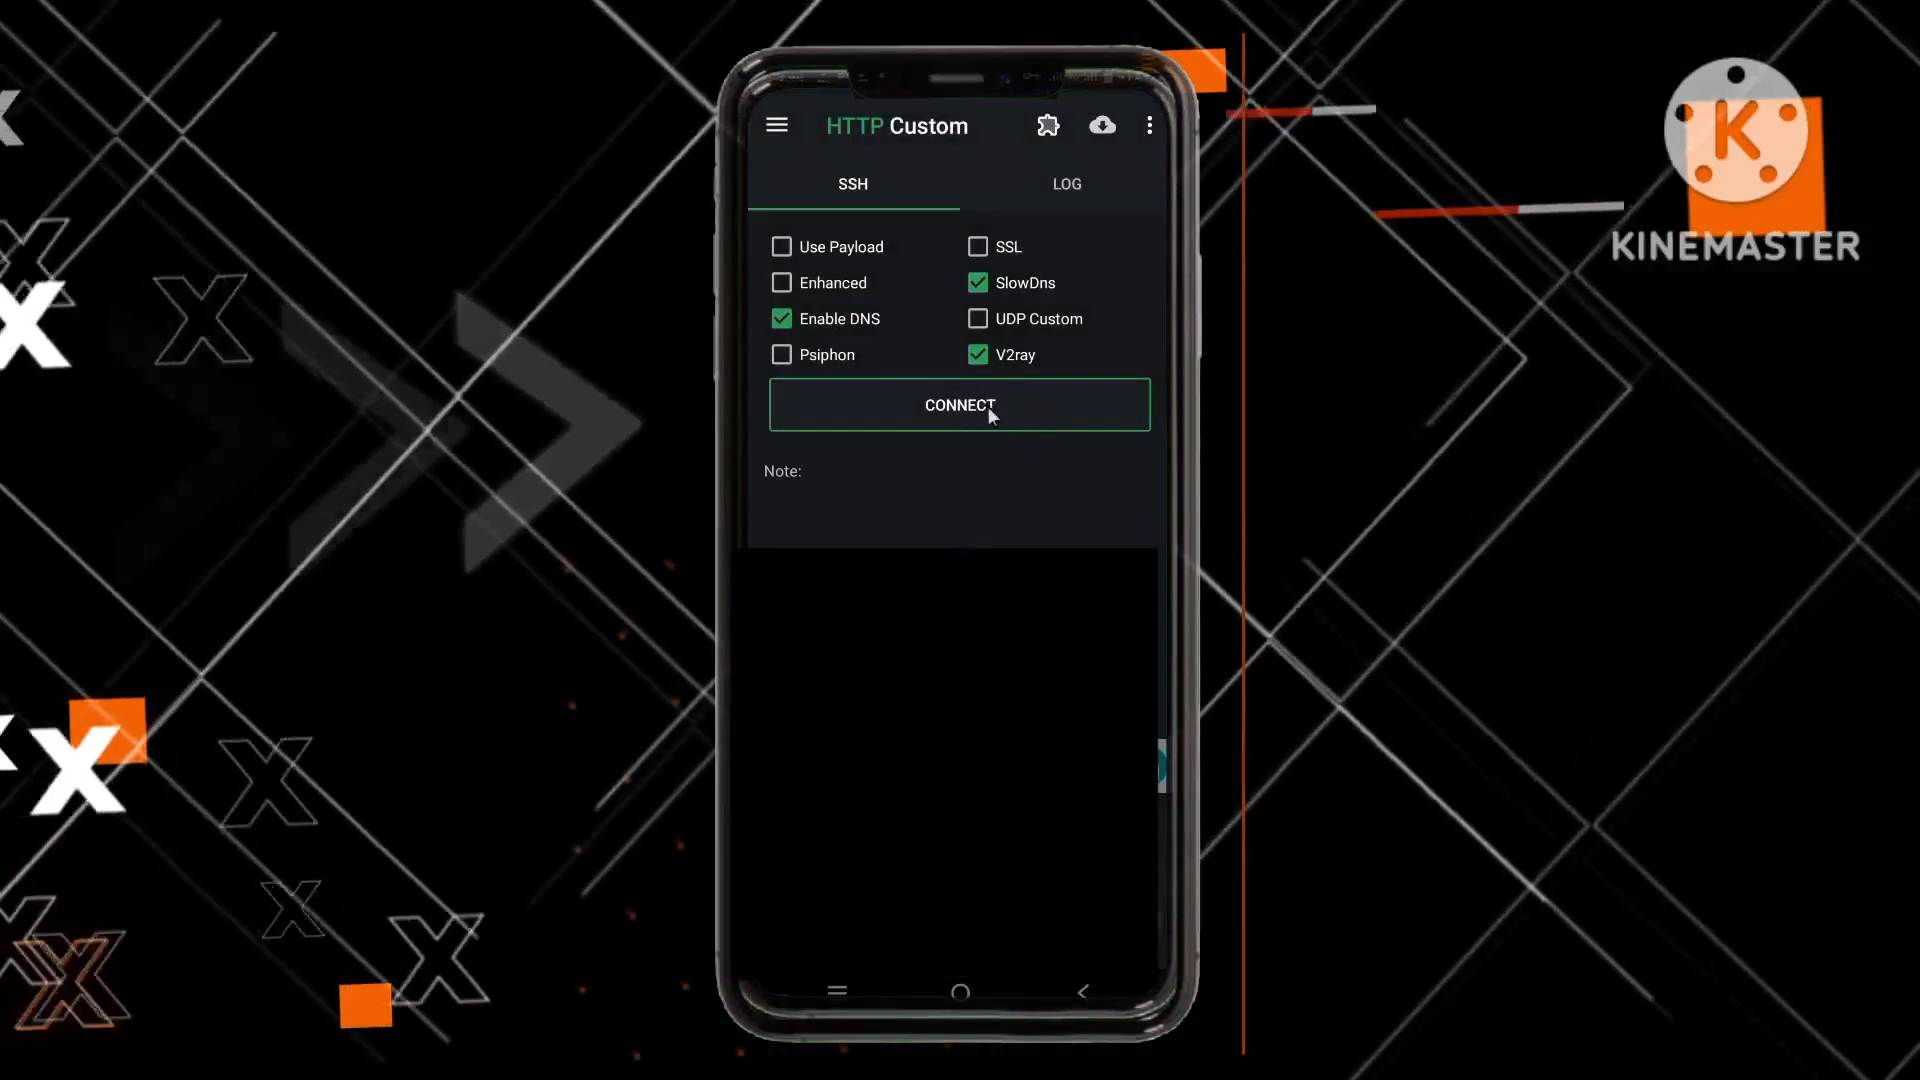 HTTP Custom
SSH
LOG
Use Payload
SSL
Enhanced
SlowDns
Enable DNS
UDP Custom
Psiphon
V2ray
CONNECT
Note:
K
KINEMASTER